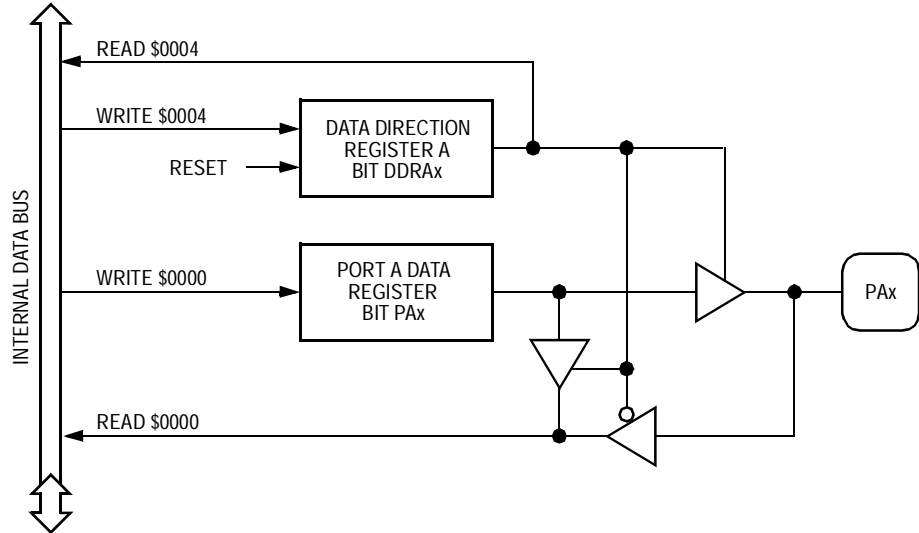 READ $0004
WRITE $0004
DATA DIRECTION
REGISTER A
BIT DDRAx
RESET
INTERNAL DATA BUS
WRITE $0000
PORT A DATA
REGISTER
BIT PAx
PAx
READ $0000